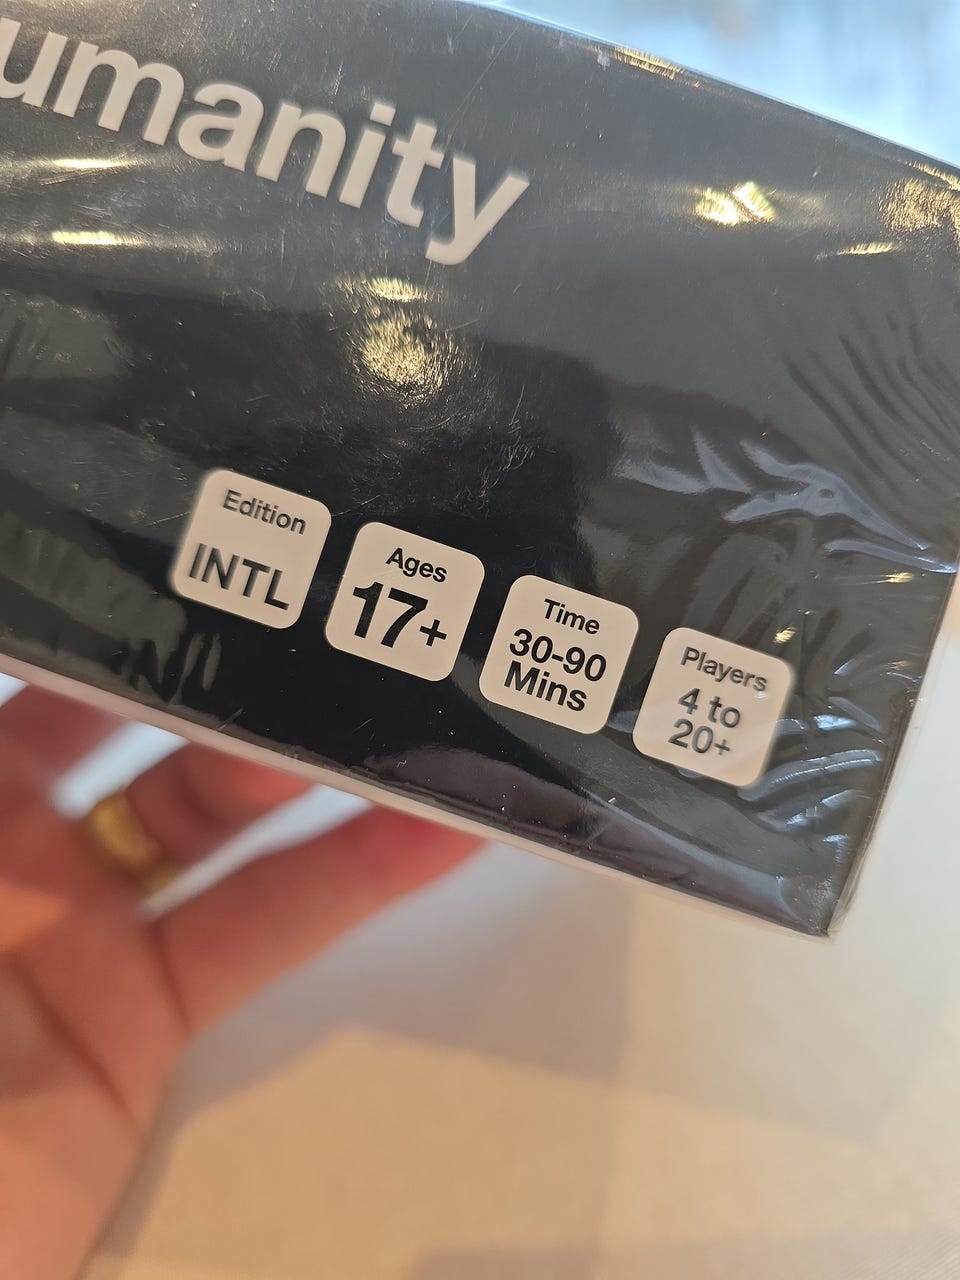 umanity
Edition
INTL
Ages
17+
Time
30-90
Mins
Players
4 to
20+